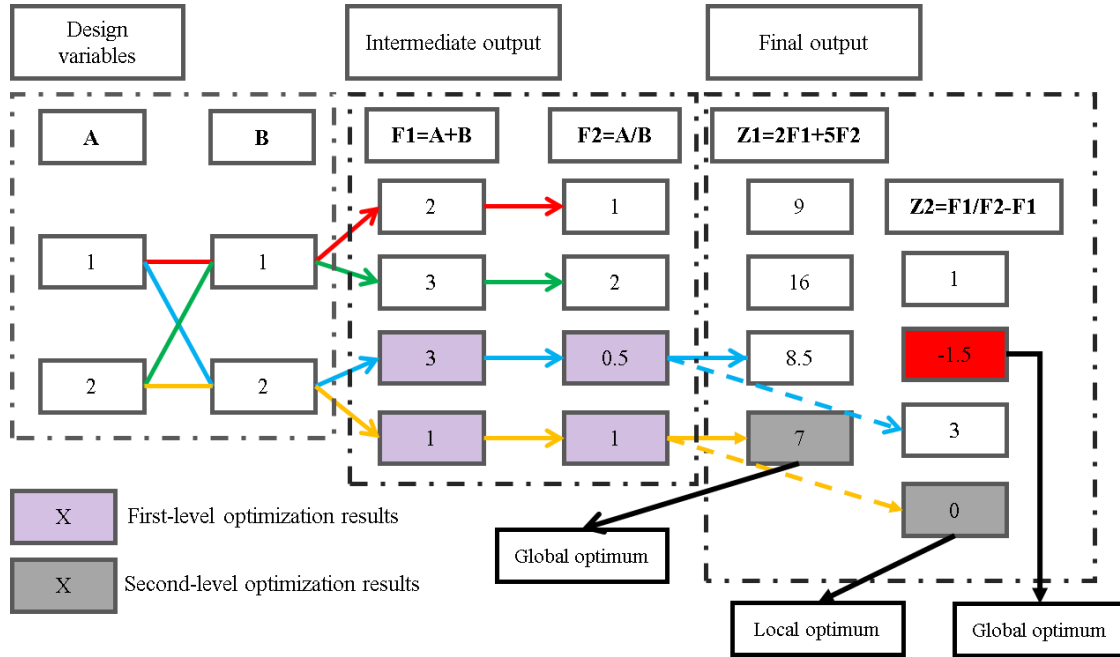 Design
variables
Intermediate output
Final output
A
B
F1=A+B
F2=A/B
Z1=2F1+5F2
Z2=F1/F2-F1
2
1
9
1
1
3
2
16
1
2
2
3
0.5
8.5
-1.5
1
1
7
3
0
X
First-level optimization results
X
Second-level optimization results
Global optimum
Local optimum
Global optimum